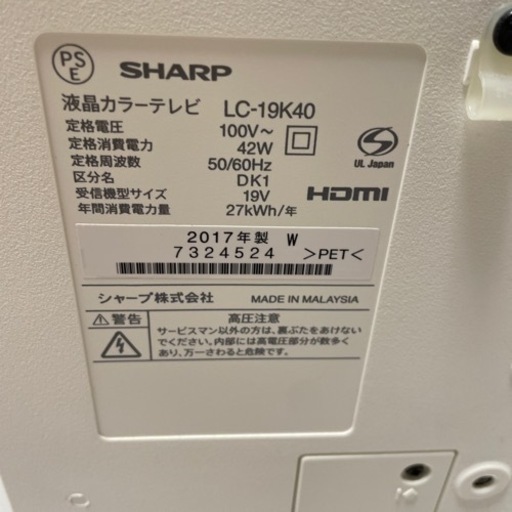 PS
E
SHARP
液晶カラーテレビ LC-19K40
定格電圧 100V～
定格消費電力 42W
定格周波数 50/60Hz
区分名 DK1
受信機型サイズ 19V
年間消費電力量 27kWh/年
UL Japan
HDMI
2017年製 W
7324524 >PET<
シャープ株式会社 MADE IN MALAYSIA
警告 高圧注意
サービスマン以外の方は、裏ぶたをあけない
でください。内部には高電圧部分が数多く
あり、万一さわると危険です。